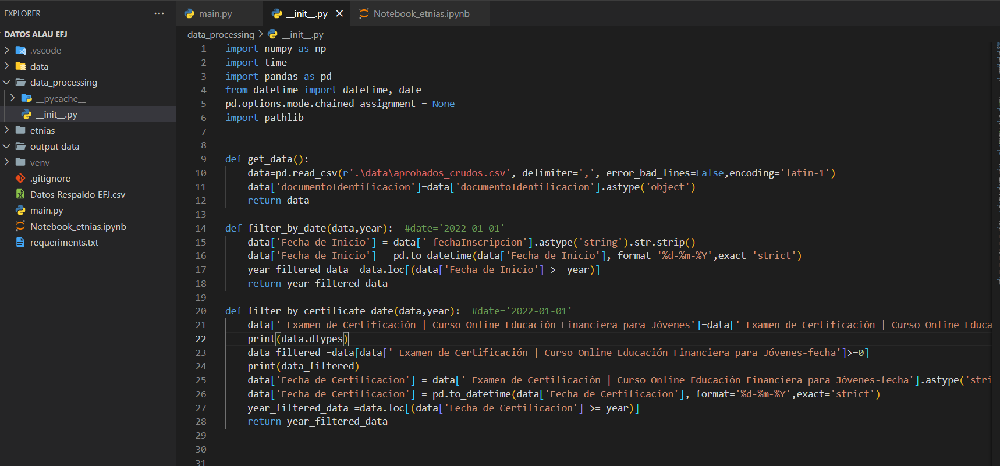 EXPLORER
DATOS ALAU EFJ
.vscode
data
data_processing
__pycache__
__init__.py
etnias
output data
venv
.gitignore
Datos Respaldo EFJ.csv
main.py
Notebook_etnias.ipynb
requeriments.txt
main.py
__init__.py
Notebook_etnias.ipynb
data_processing > __init__.py
1 import numpy as np
2 import time
3 import pandas as pd
4 from datetime import datetime, date
5 pd.options.mode.chained_assignment = None
6 import pathlib
7
8
9 def get_data():
10     data=pd.read_csv(r'.\data\aprobados_crudos.csv', delimiter=',', error_bad_lines=False,encoding='latin-1')
11     data['documentoIdentificacion']=data['documentoIdentificacion'].astype('object')
12     return data
13
14 def filter_by_date(data,year):  #date='2022-01-01'
15     data['Fecha de Inicio'] = data[' fechaInscripcion'].astype('string').str.strip()
16     data['Fecha de Inicio'] = pd.to_datetime(data['Fecha de Inicio'], format='%d-%m-%Y',exact='strict')
17     year_filtered_data =data.loc[(data['Fecha de Inicio'] >= year)]
18     return year_filtered_data
19
20 def filter_by_certificate_date(data,year):  #date='2022-01-01'
21     data[' Examen de Certificación | Curso Online Educación Financiera para Jóvenes']=data[' Examen de Certificación | Curso Online Educa
22     print(data.dtypes)
23     data_filtered =data[data[' Examen de Certificación | Curso Online Educación Financiera para Jóvenes-fecha']>=0]
24     print(data_filtered)
25     data['Fecha de Certificacion'] = data[' Examen de Certificación | Curso Online Educación Financiera para Jóvenes-fecha'].astype('stri
26     data['Fecha de Certificacion'] = pd.to_datetime(data['Fecha de Certificacion'], format='%d-%m-%Y',exact='strict')
27     year_filtered_data =data.loc[(data['Fecha de Certificacion'] >= year)]
28     return year_filtered_data
29
30
31